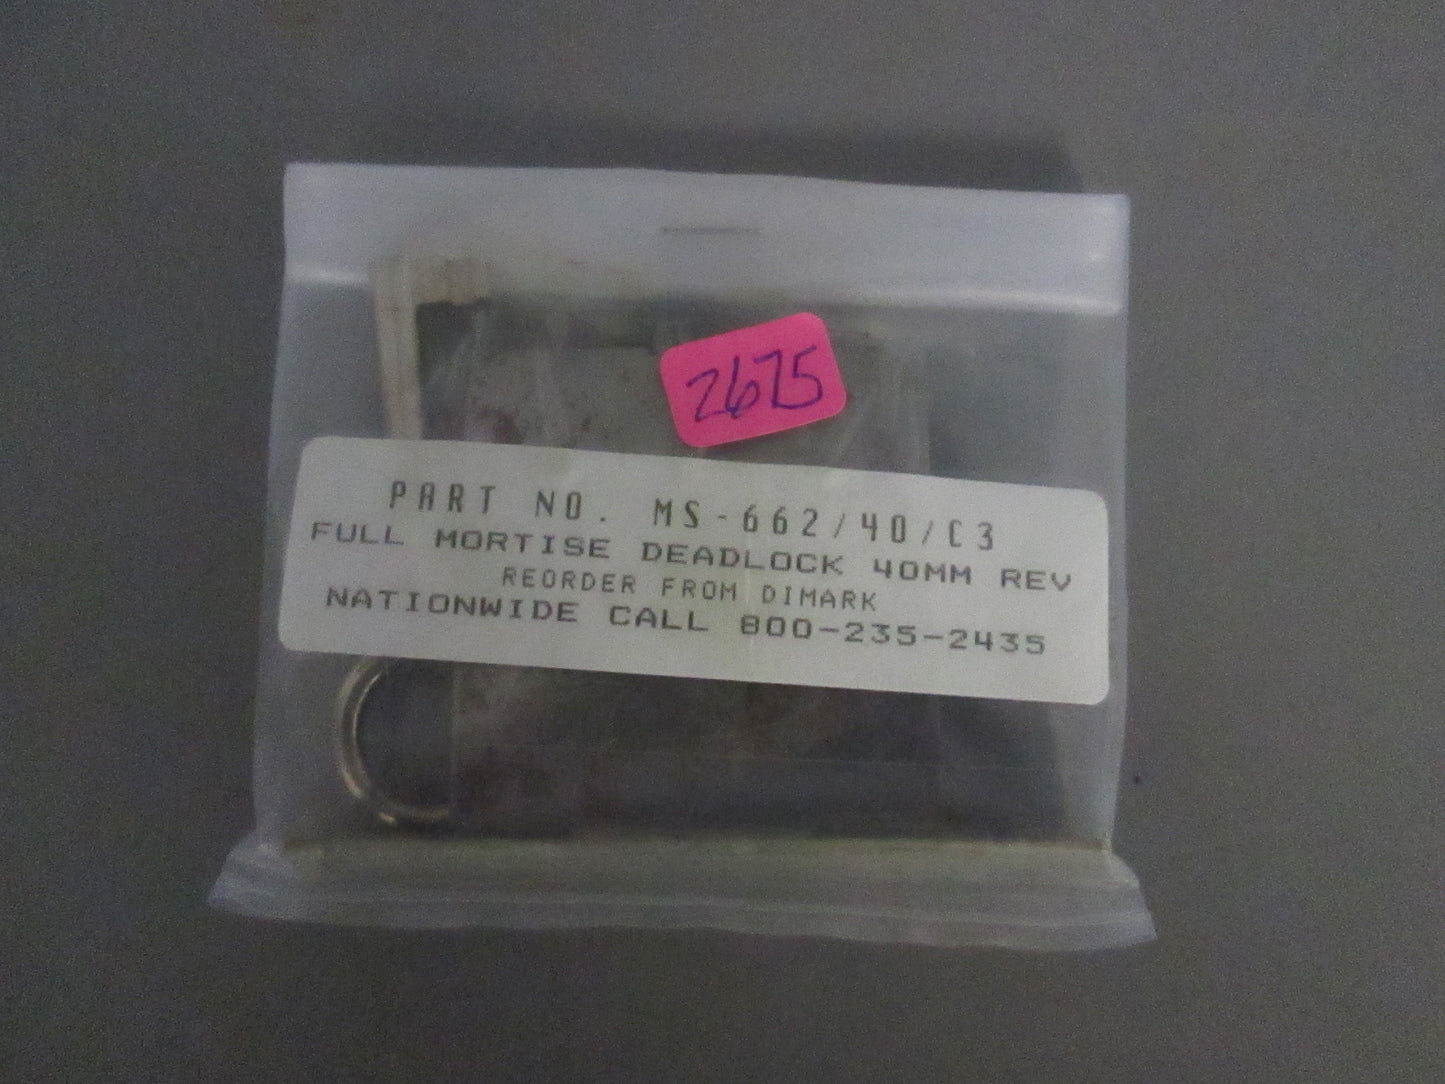 2675
PART NO. MS-662/40/C3
FULL MORTISE DEADLOCK 40MM REV
REORDER FROM DIMARK
NATIONWIDE CALL 800-235-2435